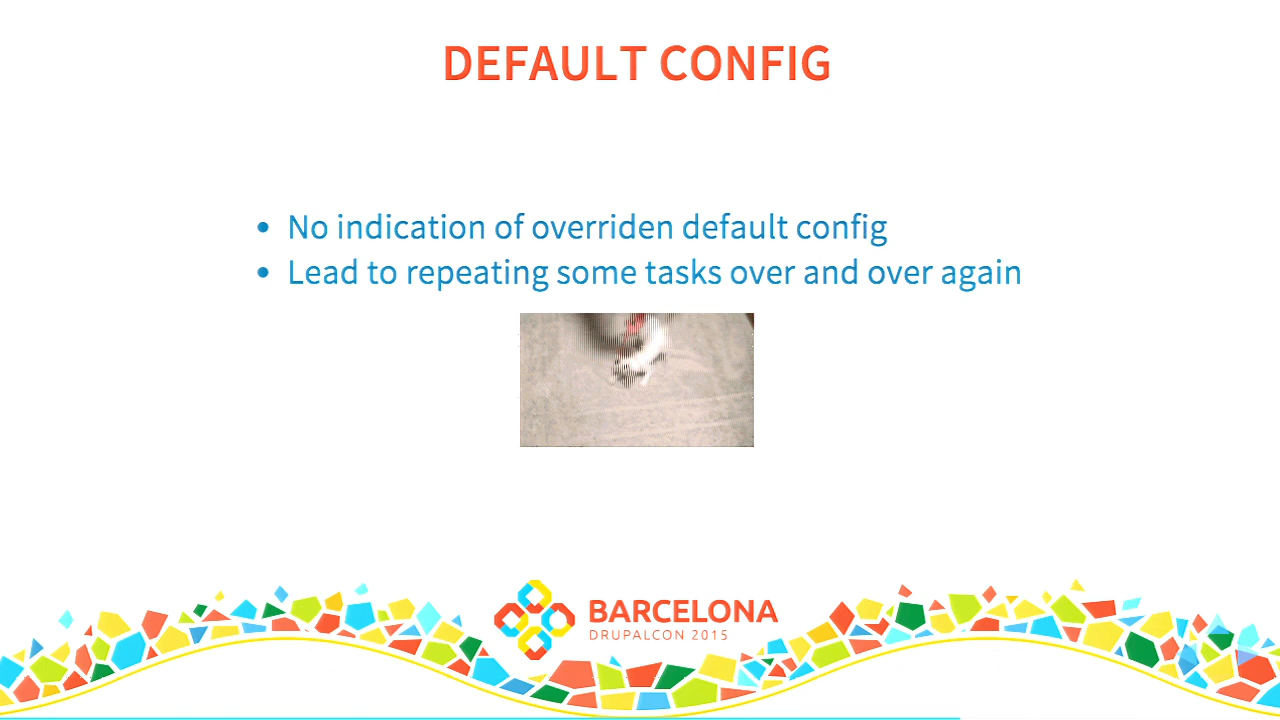 DEFAULT CONFIG
• No indication of overriden default config
• Lead to repeating some tasks over and over again
BARCELONA
DRUPALCON 2015